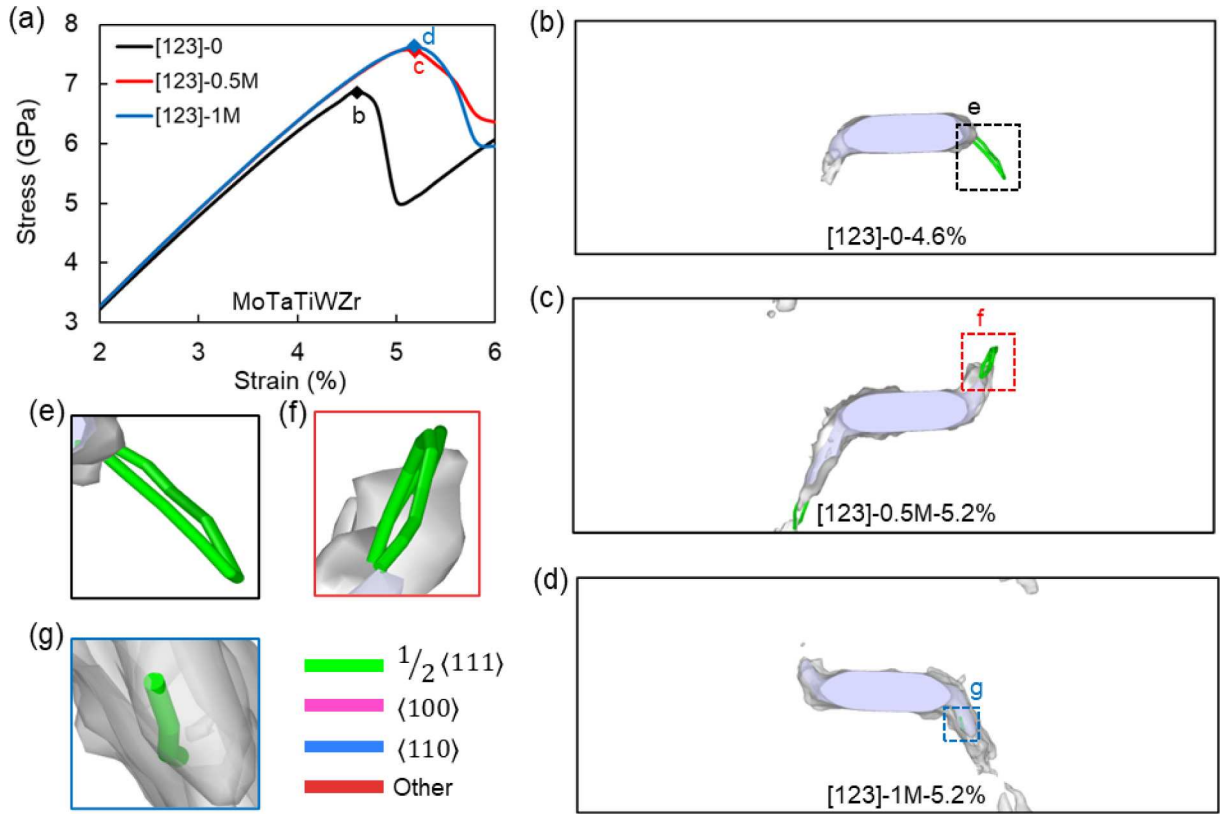 (a)
8
7
6
5
4
3
Stress (GPa)
[123]-0
[123]-0.5M
[123]-1M
d
c
b
MoTaTiWZr
2 3 4 5 6
Strain (%)
(b)
e
[123]-0-4.6%
(c)
f
[123]-0.5M-5.2%
(d)
g
[123]-1M-5.2%
(e)
(f)
(g)
1/2⟨111⟩
⟨100⟩
⟨110⟩
Other